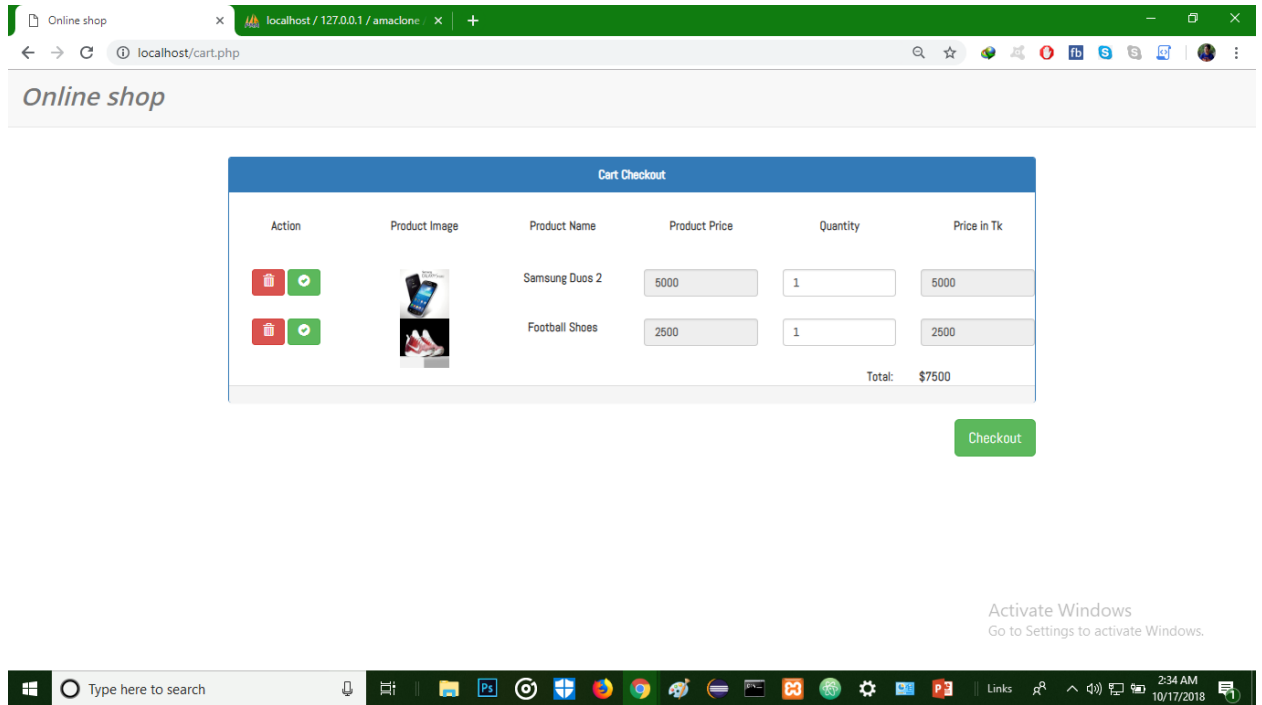 Online shop
localhost / 127.0.0.1 / amaclone /
localhost/cart.php
fb
Online shop
Cart Checkout
Action Product Image Product Name Product Price Quantity Price in Tk
Samsung Duos 2 5000 1 5000
Football Shoes 2500 1 2500
Total: $7500
Checkout
Activate Windows
Go to Settings to activate Windows.
Type here to search
Ps
Links
2:34 AM
10/17/2018